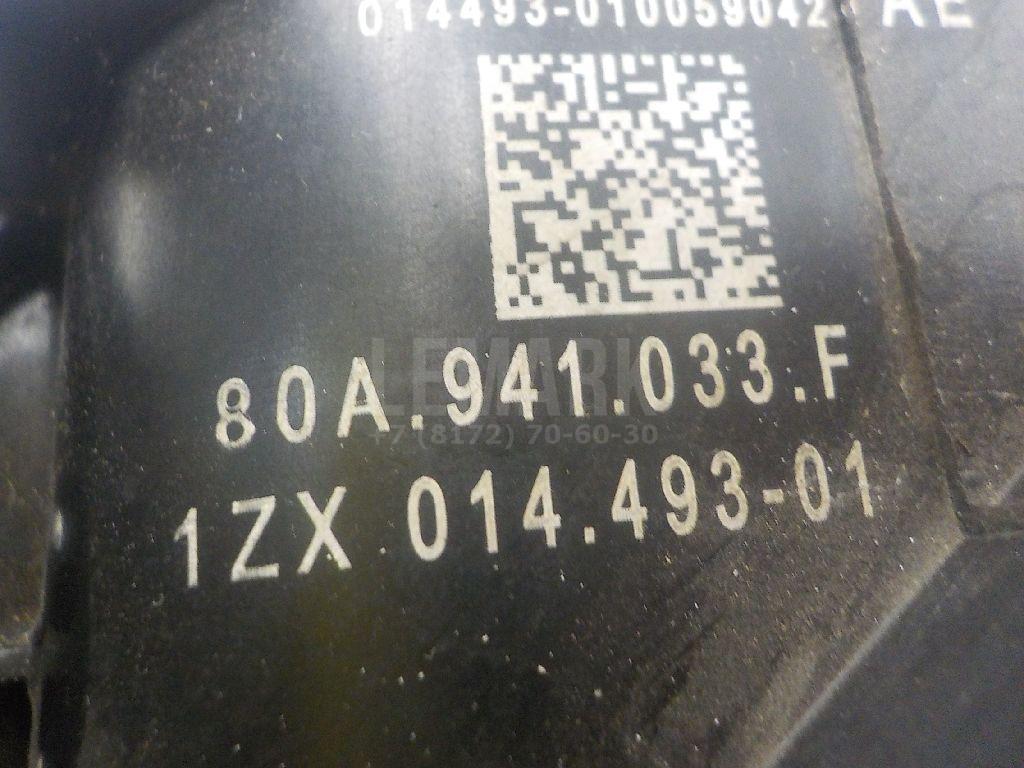 014493-010059042 AE
80A.941.033.F
LEMARK
+7 (8172) 70-60-30
1ZX 014.493-01